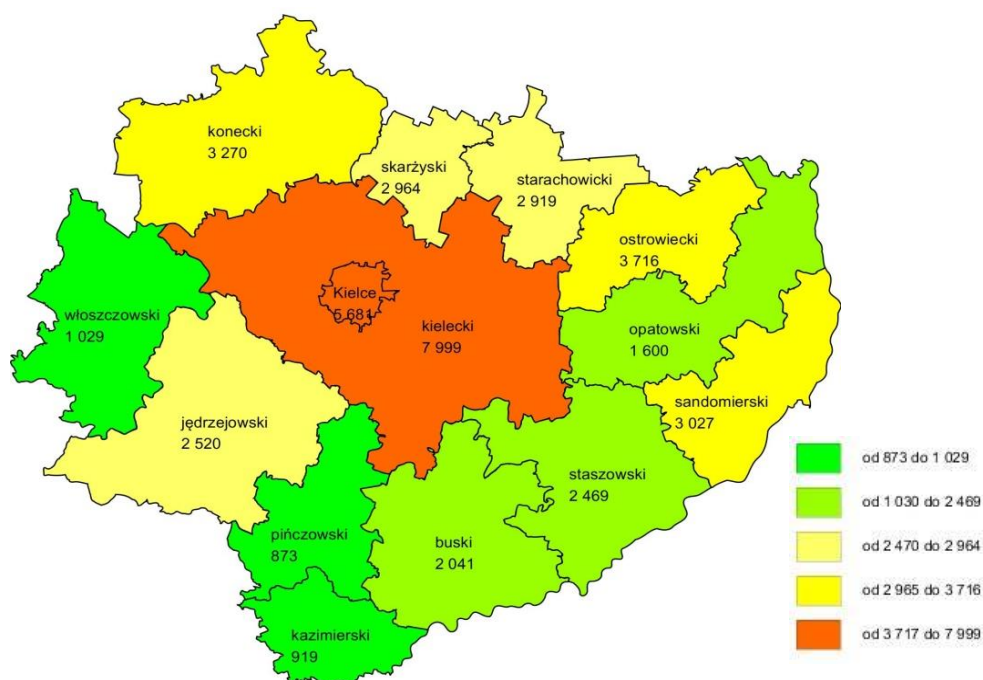 konecki
3 270
skarżyski
2 964
starachowicki
2 919
ostrowiecki
3 716
Kielce
5 681
włoszczowski
1 029
kielecki
7 999
opatowski
1 600
sandomierski
3 027
jędrzejowski
2 520
staszowski
2 469
pińczowski
873
buski
2 041
kazimierski
919
od 873 do 1 029
od 1 030 do 2 469
od 2 470 do 2 964
od 2 965 do 3 716
od 3 717 do 7 999